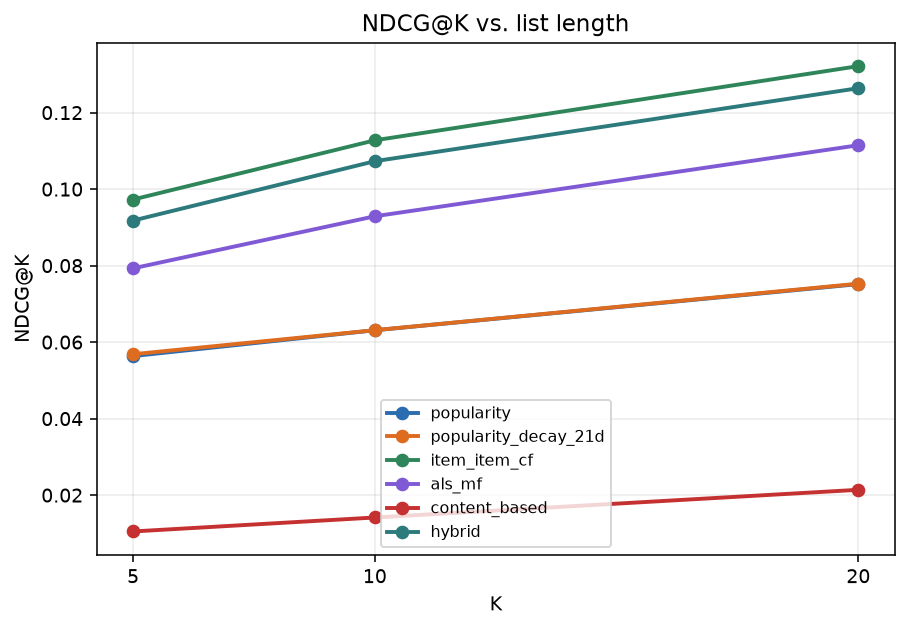 NDCG@K vs. list length
NDCG@K
0.12
0.10
0.08
0.06
0.04
0.02
popularity
popularity_decay_21d
item_item_cf
als_mf
content_based
hybrid
5 10 20
K